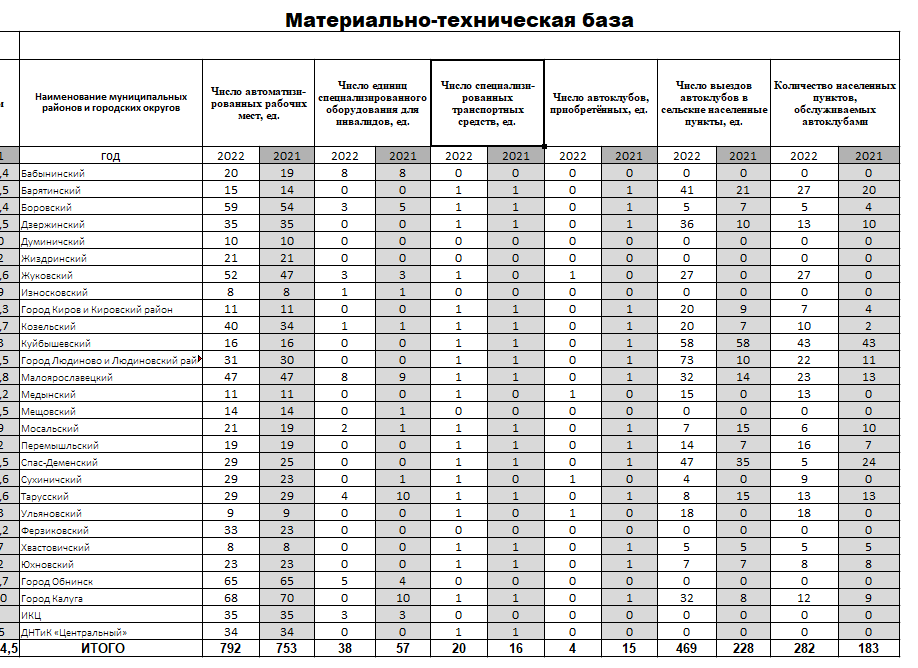 Материально-техническая база
м Наименование муниципальных районов и городских округов Число автоматизи-рованных рабочих мест, ед. Число единиц специализированного оборудования для инвалидов, ед. Число специализи-рованных транспортных средств, ед. Число автоклубов, приобретённых, ед. Число выездов автоклубов в сельские населенные пункты, ед. Количество населенных пунктов, обслуживаемых автоклубами
1 год 2022 2021 2022 2021 2022 2021 2022 2021 2022 2021 2022 2021
,4 Бабынинский 20 19 8 8 0 0 0 0 0 0 0 0
,5 Барятинский 15 14 0 0 1 1 0 1 41 21 27 20
,4 Боровский 59 54 3 5 1 1 0 1 5 7 5 4
,5 Дзержинский 35 35 0 0 1 1 0 1 36 10 13 10
0 Думиничский 10 10 0 0 0 0 0 0 0 0 0 0
2 Жиздринский 21 21 0 0 0 0 0 0 0 0 0 0
,6 Жуковский 52 47 3 3 1 0 1 0 27 0 27 0
9 Износковский 8 8 1 1 0 0 0 0 0 0 0 0
,3 Город Киров и Кировский район 11 11 0 0 1 1 0 1 20 9 7 4
,7 Козельский 40 34 1 1 1 1 0 1 20 7 10 2
3 Куйбышевский 16 16 0 0 1 1 0 1 58 58 43 43
,5 Город Людиново и Людиновский рай 31 30 0 0 1 1 0 1 73 10 22 11
,8 Малоярославецкий 47 47 8 9 1 1 0 1 32 14 23 13
,2 Медынский 11 11 0 0 1 0 1 0 15 0 13 0
,5 Мещовский 14 14 0 1 0 0 0 0 0 0 0 0
9 Мосальский 21 19 2 1 1 1 0 1 7 15 6 10
2 Перемышльский 19 19 0 0 1 1 0 1 14 7 16 7
,5 Спас-Деменский 29 25 0 0 1 1 0 1 47 35 5 24
,6 Сухиничский 29 23 0 1 1 0 1 0 4 0 9 0
,6 Тарусский 29 29 4 10 1 1 0 1 8 15 13 13
3 Ульяновский 9 9 0 0 1 0 1 0 18 0 18 0
,2 Ферзиковский 33 23 0 0 0 0 0 0 0 0 0 0
7 Хвастовичский 8 8 0 0 1 1 0 1 5 5 5 5
2 Юхновский 23 23 0 0 1 1 0 1 7 7 8 8
,7 Город Обнинск 65 65 5 4 0 0 0 0 0 0 0 0
0 Город Калуга 68 70 0 10 1 1 0 1 32 8 12 9
ИКЦ 35 35 3 3 0 0 0 0 0 0 0 0
5 ДНТиК «Центральный» 34 34 0 0 1 1 0 0 0 0 0 0
4,5 ИТОГО 792 753 38 57 20 16 4 15 469 228 282 183